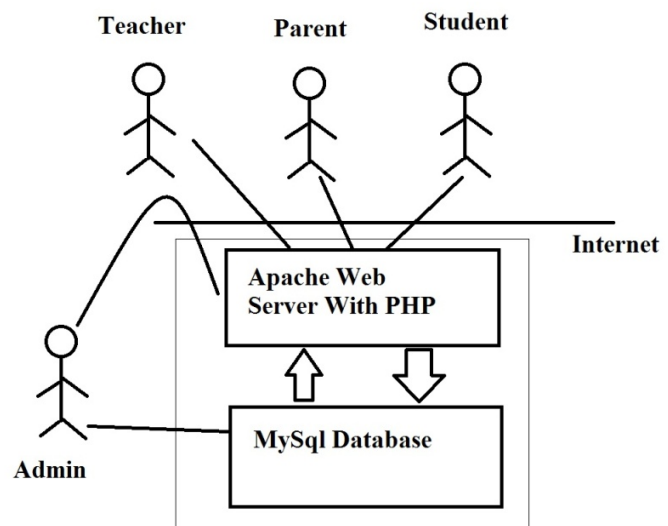 Teacher
Parent
Student
Internet
Apache Web
Server With PHP
MySql Database
Admin